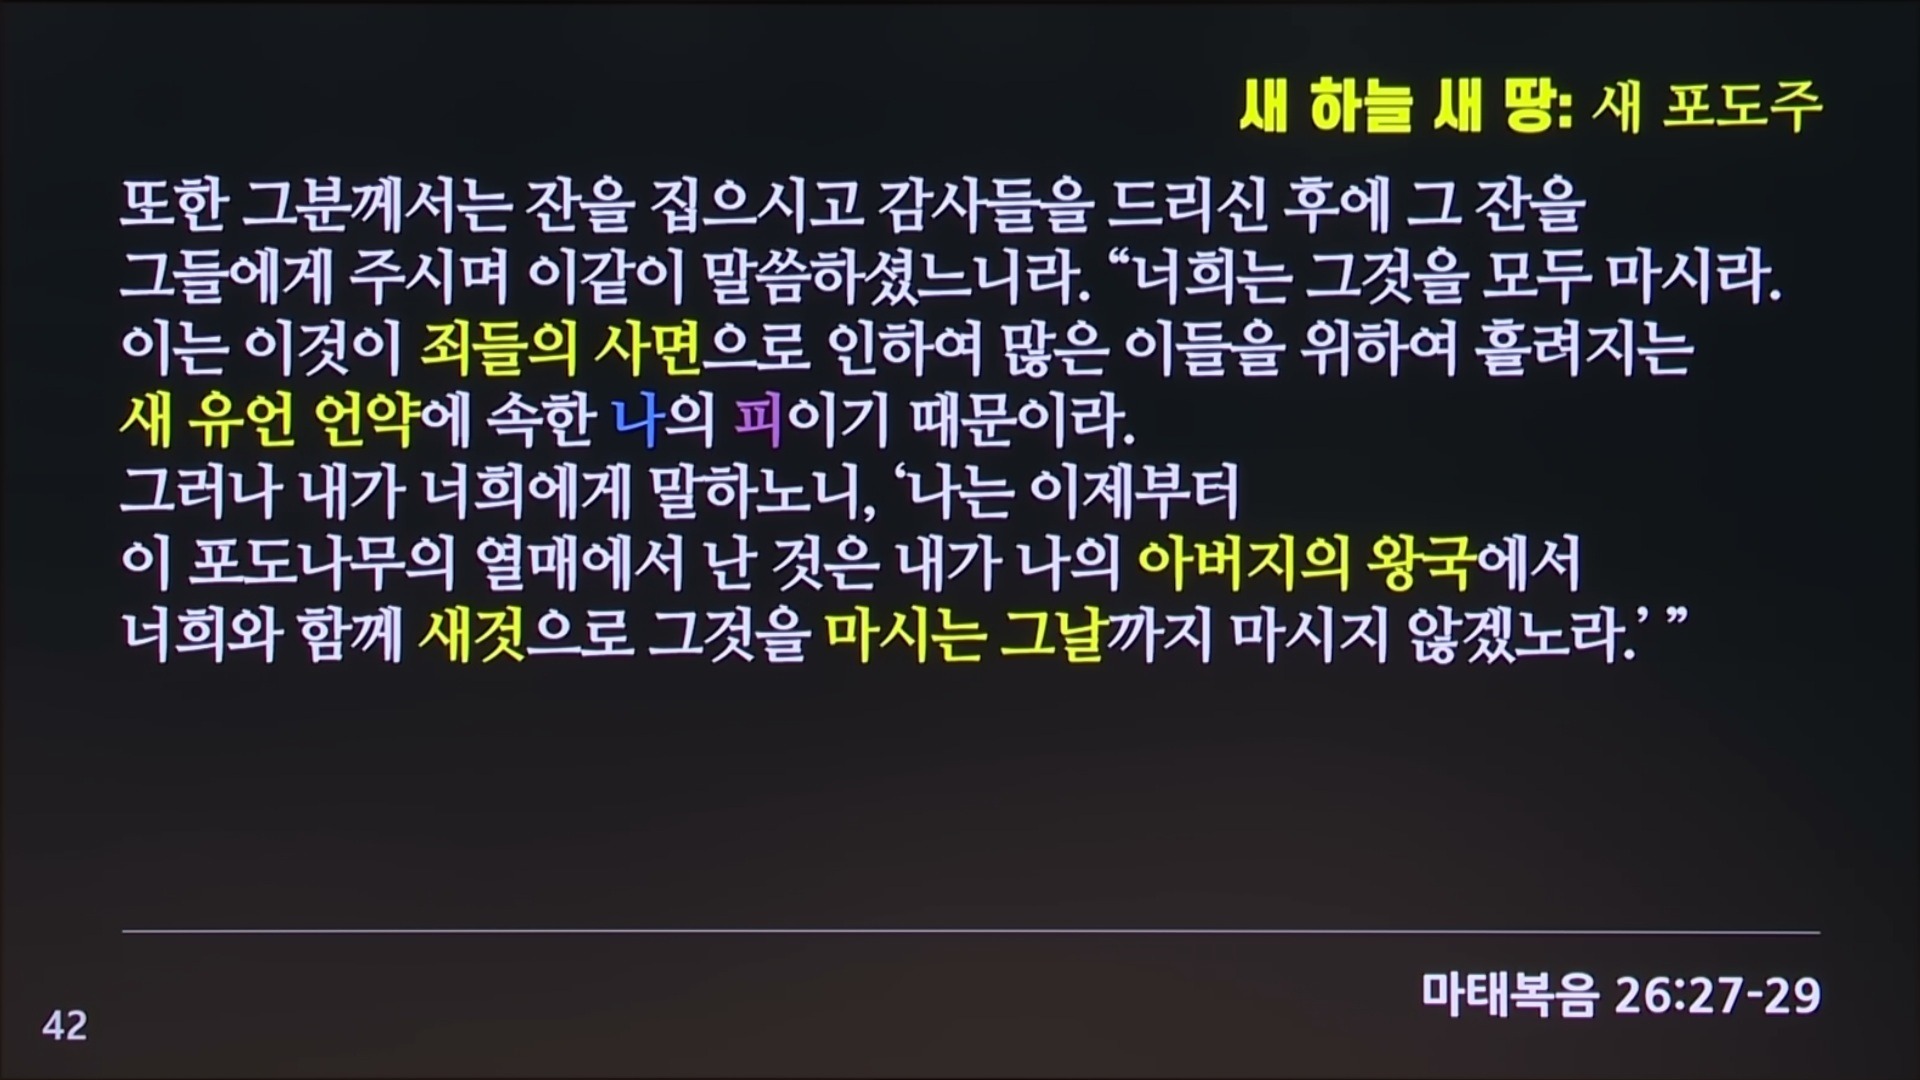 새 하늘 새 땅: 새 포도주
또한 그분께서는 잔을 집으시고 감사들을 드리신 후에 그 잔을
그들에게 주시며 이같이 말씀하셨느니라. “너희는 그것을 모두 마시라.
이는 이것이 죄들의 사면으로 인하여 많은 이들을 위하여 흘려지는
새 유언 언약에 속한 나의 피이기 때문이라.
그러나 내가 너희에게 말하노니, ‘나는 이제부터
이 포도나무의 열매에서 난 것은 내가 나의 아버지의 왕국에서
너희와 함께 새것으로 그것을 마시는 그날까지 마시지 않겠노라.’ ”
마태복음 26:27-29
42